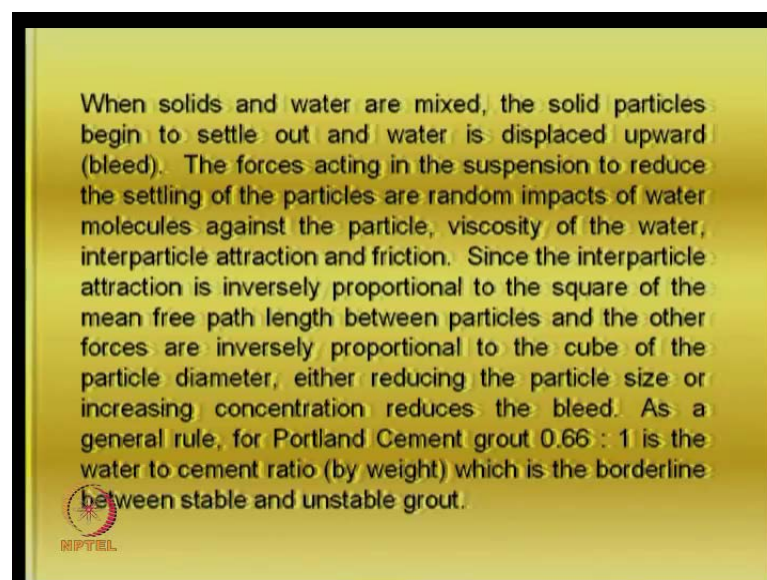 When solids and water are mixed, the solid particles
begin to settle out and water is displaced upward
(bleed). The forces acting in the suspension to reduce
the settling of the particles are random impacts of water
molecules against the particle, viscosity of the water,
interparticle attraction and friction. Since the interparticle
attraction is inversely proportional to the square of the
mean free path length between particles and the other
forces are inversely proportional to the cube of the
particle diameter, either reducing the particle size or
increasing concentration reduces the bleed. As a
general rule, for Portland Cement grout 0.66 : 1 is the
water to cement ratio (by weight) which is the borderline
between stable and unstable grout.
NPTEL